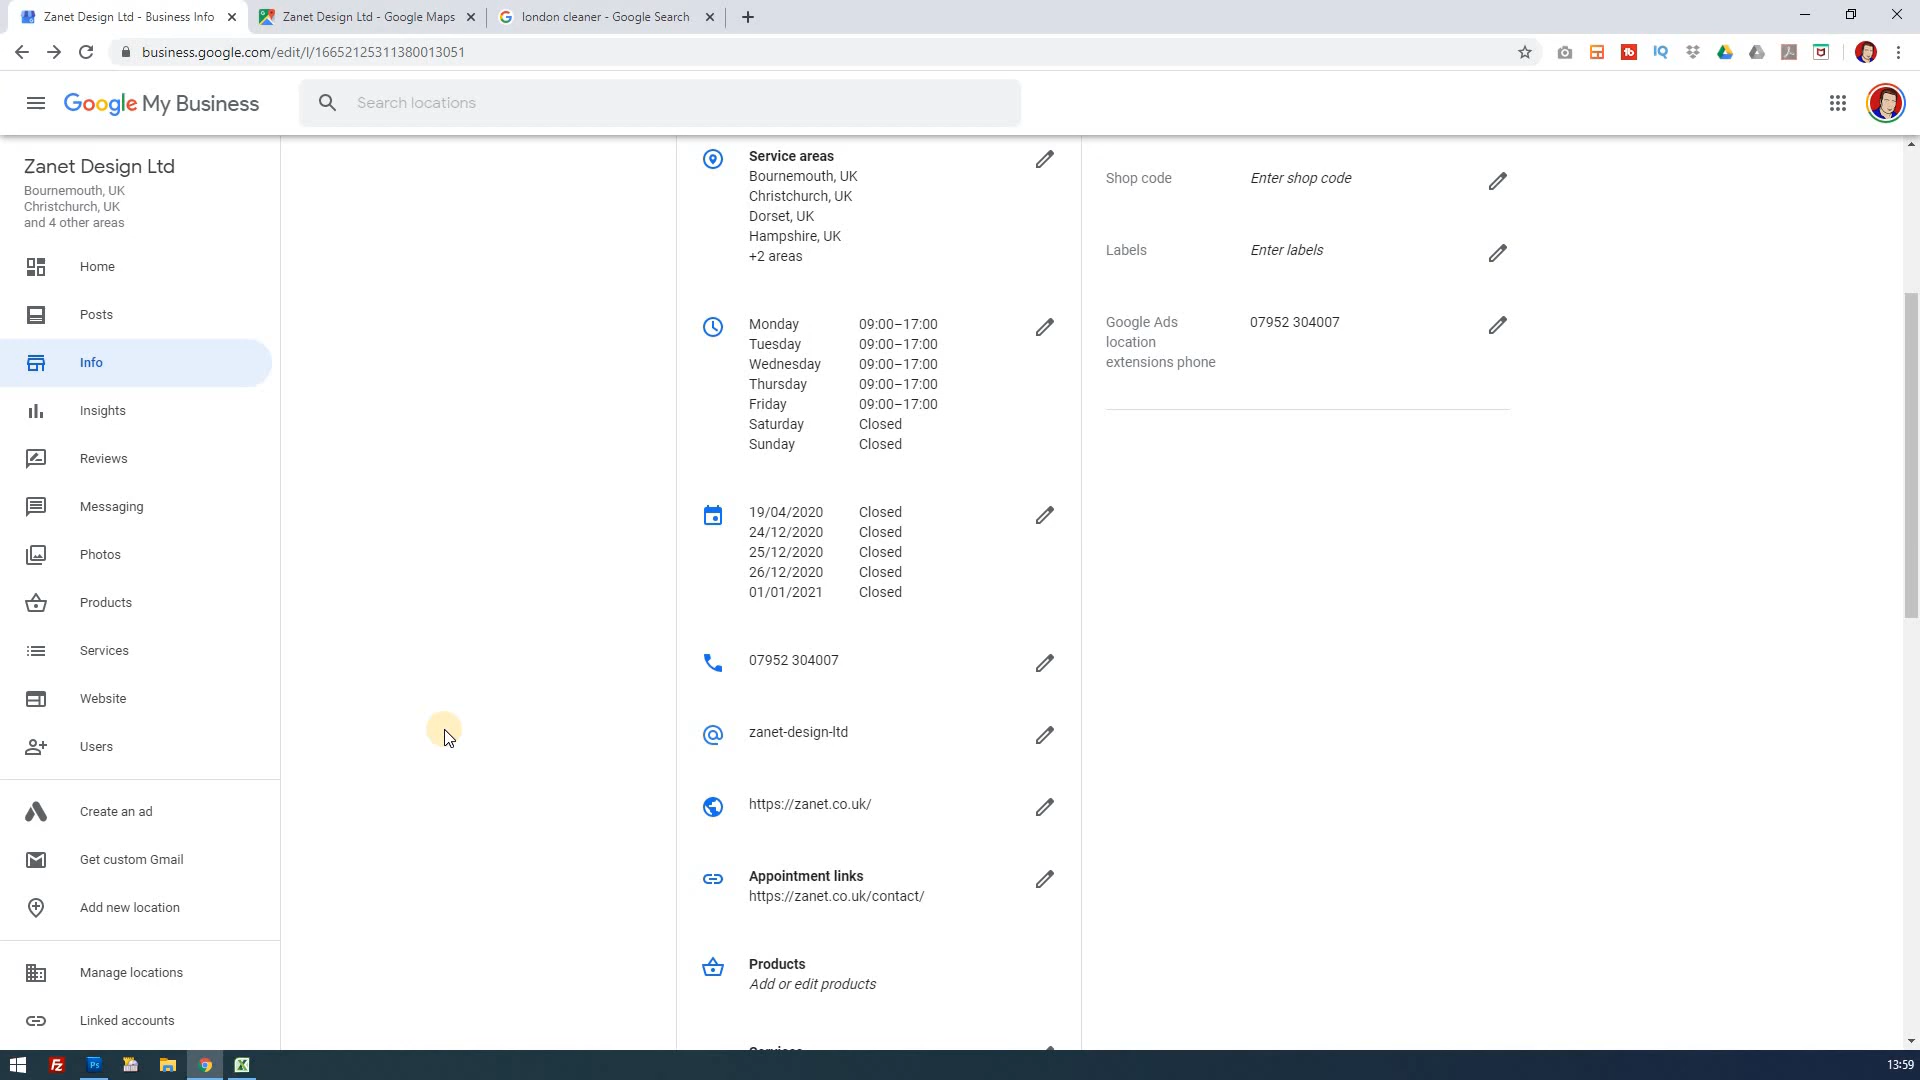 Zanet Design Ltd - Business Info
Zanet Design Ltd - Google Maps
london cleaner - Google Search
business.google.com/edit/l/16652125311380013051
Google My Business
Search locations
Zanet Design Ltd
Bournemouth, UK
Christchurch, UK
and 4 other areas
Home
Posts
Info
Insights
Reviews
Messaging
Photos
Products
Services
Website
Users
Create an ad
Get custom Gmail
Add new location
Manage locations
Linked accounts
Service areas
Bournemouth, UK
Christchurch, UK
Dorset, UK
Hampshire, UK
+2 areas
Monday 09:00–17:00
Tuesday 09:00–17:00
Wednesday 09:00–17:00
Thursday 09:00–17:00
Friday 09:00–17:00
Saturday Closed
Sunday Closed
19/04/2020 Closed
24/12/2020 Closed
25/12/2020 Closed
26/12/2020 Closed
01/01/2021 Closed
07952 304007
zanet-design-ltd
https://zanet.co.uk/
Appointment links
https://zanet.co.uk/contact/
Products
Add or edit products
Shop code Enter shop code
Labels Enter labels
Google Ads 07952 304007
location
extensions phone
13:59